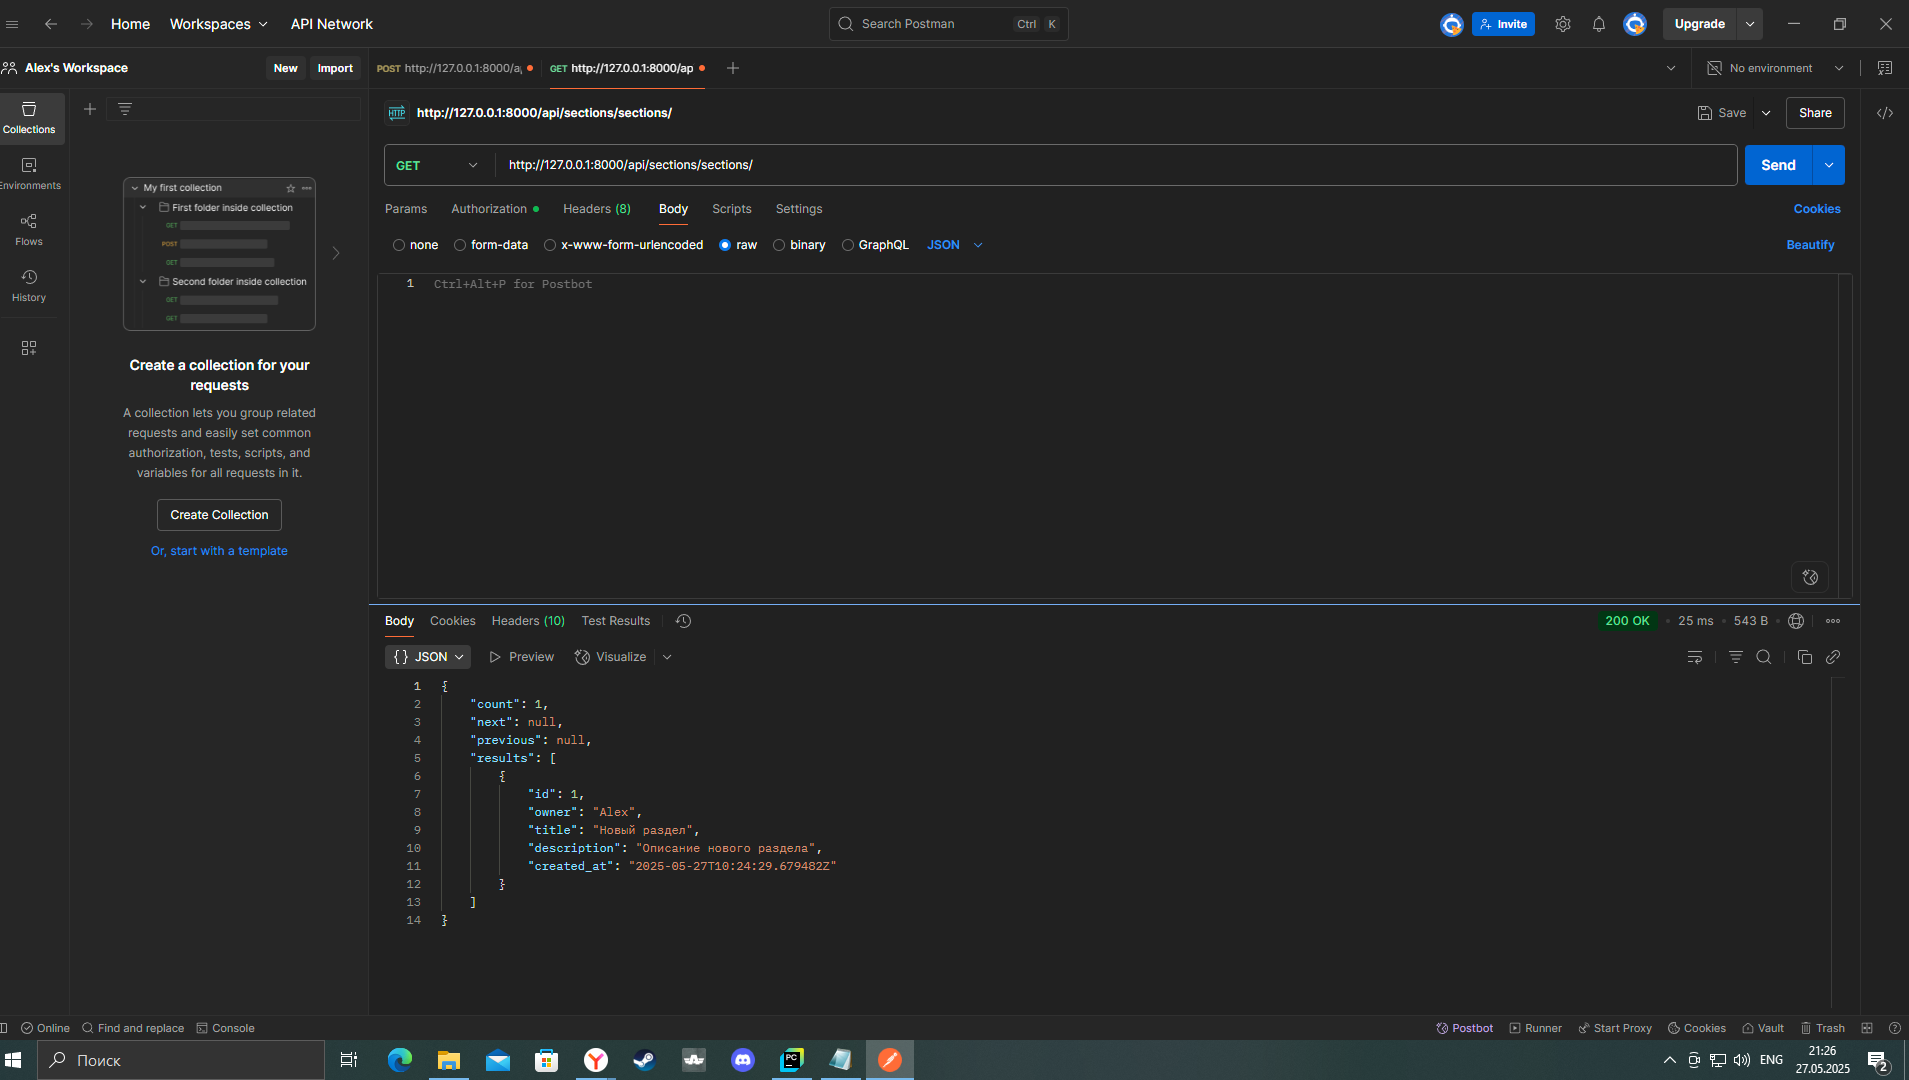 Home Workspaces API Network Search Postman Ctrl K Invite Upgrade
Alex's Workspace New Import POST http://127.0.0.1:8000/a GET http://127.0.0.1:8000/ap No environment
Collections
Environments
Flows
History
My first collection
First folder inside collection
GET
POST
GET
Second folder inside collection
GET
GET
Create a collection for your
requests
A collection lets you group related
requests and easily set common
authorization, tests, scripts, and
variables for all requests in it.
Create Collection
Or, start with a template
HTTP http://127.0.0.1:8000/api/sections/sections/ Save Share
GET http://127.0.0.1:8000/api/sections/sections/ Send
Params Authorization Headers (8) Body Scripts Settings Cookies
none form-data x-www-form-urlencoded raw binary GraphQL JSON Beautify
1 Ctrl+Alt+P for Postbot
Body Cookies Headers (10) Test Results 200 OK • 25 ms • 543 B
{} JSON Preview Visualize
1 {
2 "count": 1,
3 "next": null,
4 "previous": null,
5 "results": [
6 {
7 "id": 1,
8 "owner": "Alex",
9 "title": "Новый раздел",
10 "description": "Описание нового раздела",
11 "created_at": "2025-05-27T10:24:29.679482Z"
12 }
13 ]
14 }
Online Find and replace Console Postbot Runner Start Proxy Cookies Vault Trash
Поиск PC ENG 21:26
27.05.2025 2